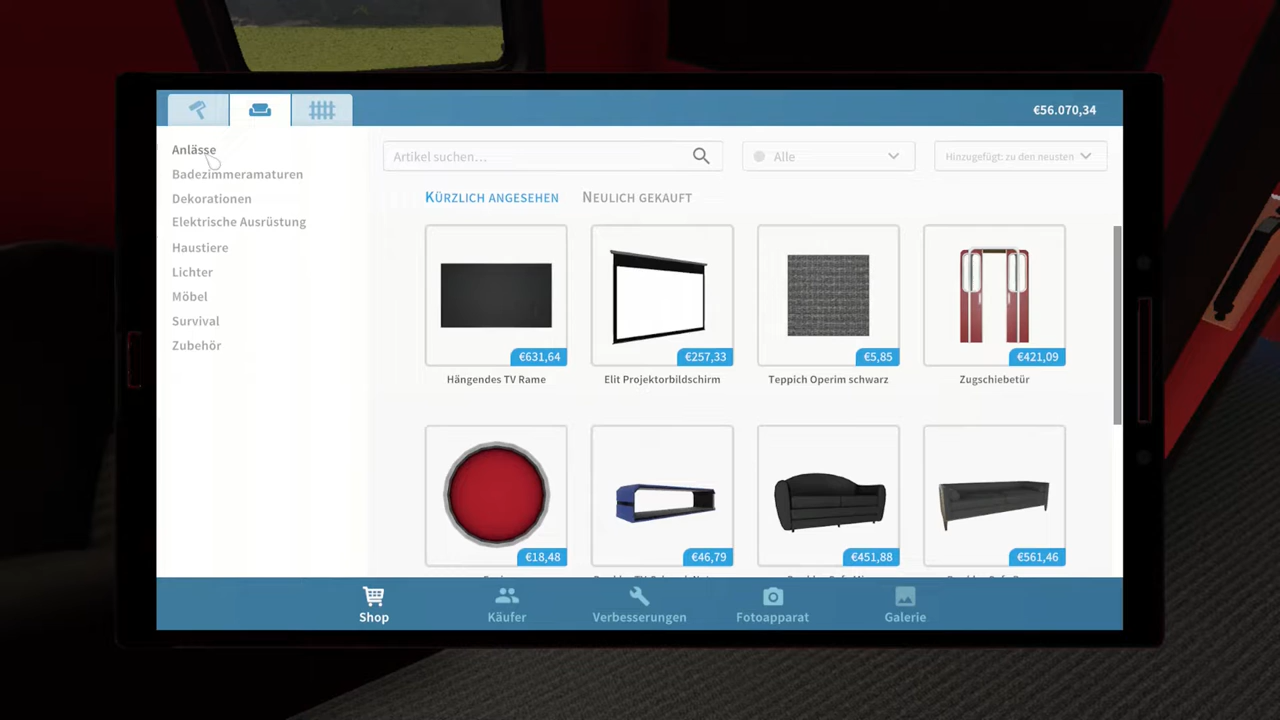 €56.070,34
Anlässe
Badezimmeramaturen
Dekorationen
Elektrische Ausrüstung
Haustiere
Lichter
Möbel
Survival
Zubehör
Artikel suchen...
Alle
Hinzugefügt: zu den neusten
KÜRZLICH ANGESEHEN
NEULICH GEKAUFT
€631,64
€257,33
€5,85
€421,09
Hängendes TV Rame
Elit Projektorbildschirm
Teppich Operim schwarz
Zugschiebetür
€18,48
€46,79
€451,88
€561,46
Shop
Käufer
Verbesserungen
Fotoapparat
Galerie